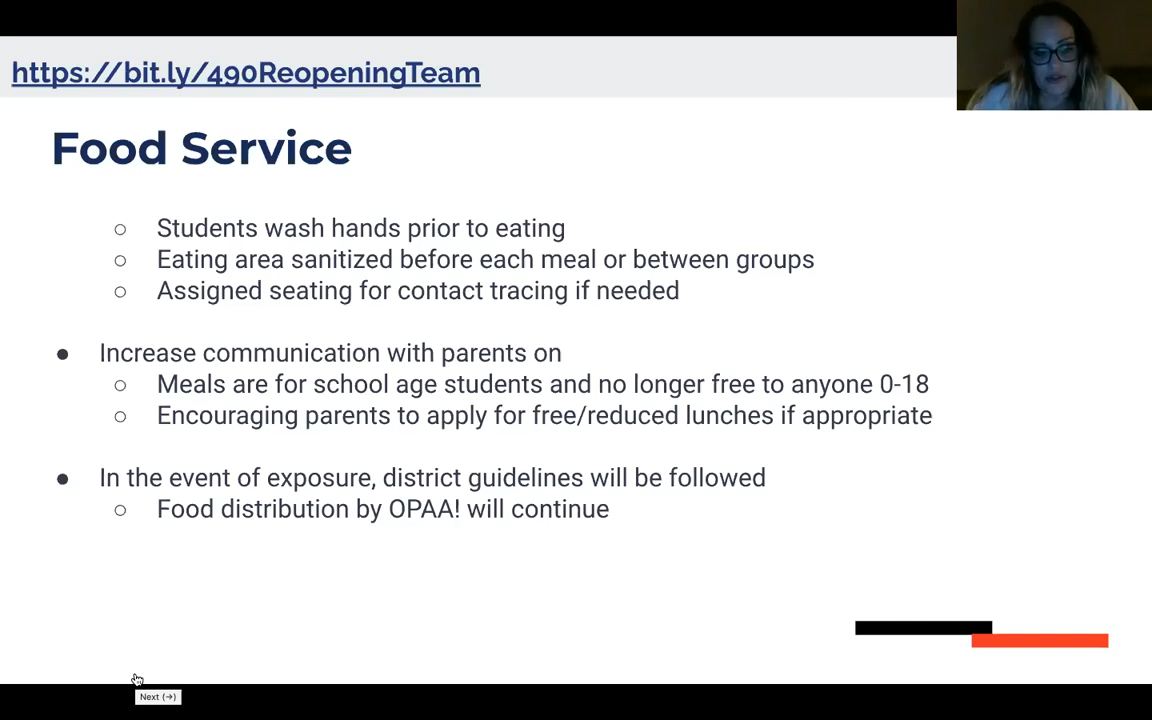 https://bit.ly/490ReopeningTeam
Food Service
○ Students wash hands prior to eating
○ Eating area sanitized before each meal or between groups
○ Assigned seating for contact tracing if needed
● Increase communication with parents on
○ Meals are for school age students and no longer free to anyone 0-18
○ Encouraging parents to apply for free/reduced lunches if appropriate
● In the event of exposure, district guidelines will be followed
○ Food distribution by OPAA! will continue
Next (→)